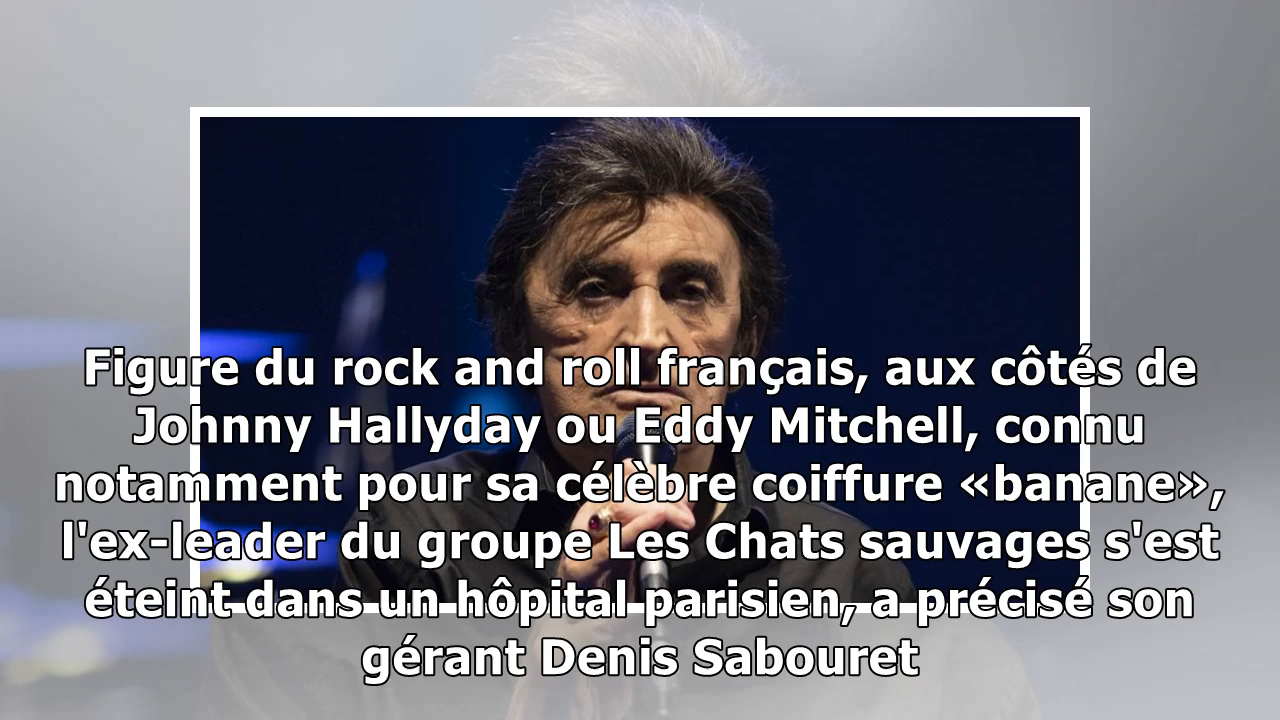 Figure du rock and roll français, aux côtés de
Johnny Hallyday ou Eddy Mitchell, connu
notamment pour sa célèbre coiffure «banane»,
l'ex-leader du groupe Les Chats sauvages s'est
éteint dans un hôpital parisien, a précisé son
gérant Denis Sabouret